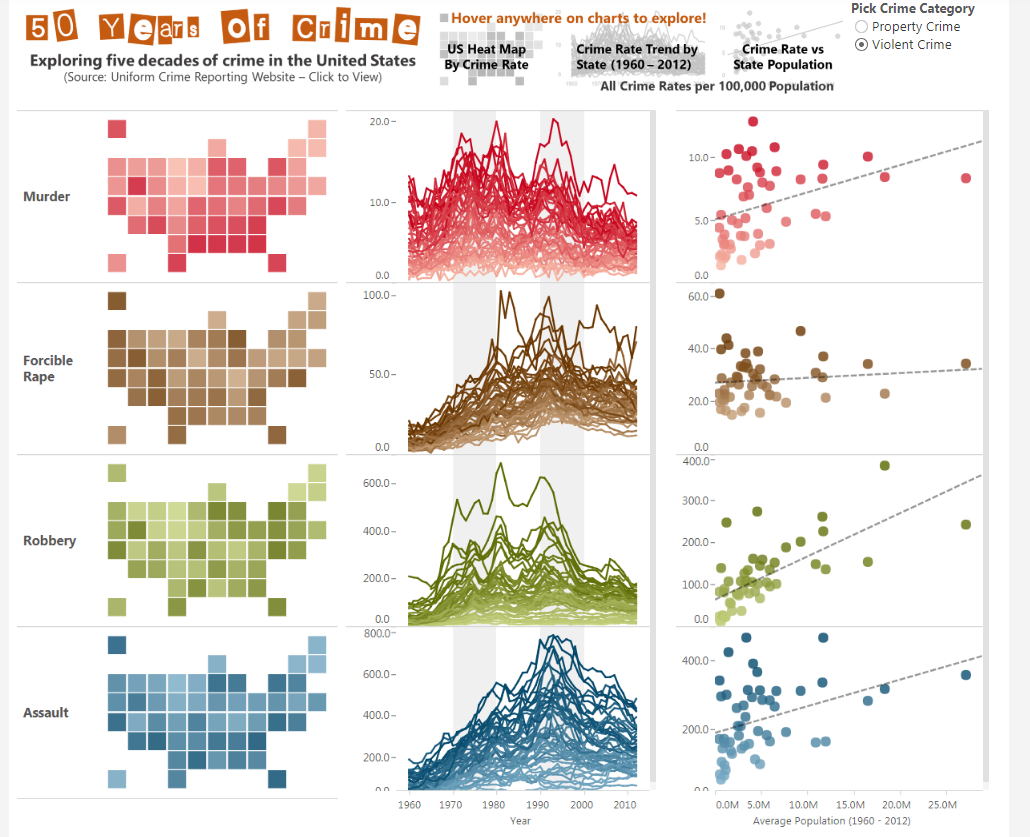 50 Years Of Crime
Exploring five decades of crime in the United States
(Source: Uniform Crime Reporting Website – Click to View)
Hover anywhere on charts to explore!
US Heat Map
By Crime Rate
Crime Rate Trend by
State (1960 – 2012)
Crime Rate vs
State Population
All Crime Rates per 100,000 Population
Pick Crime Category
Property Crime
Violent Crime
Murder
20.0
10.0
0.0
10.0
5.0
0.0
Forcible
Rape
100.0
50.0
0.0
60.0
40.0
20.0
0.0
Robbery
600.0
400.0
200.0
0.0
400.0
300.0
200.0
100.0
0.0
Assault
800.0
600.0
400.0
200.0
0.0
400.0
200.0
0.0
1960 1970 1980 1990 2000 2010
Year
0.0M 5.0M 10.0M 15.0M 20.0M 25.0M
Average Population (1960 - 2012)